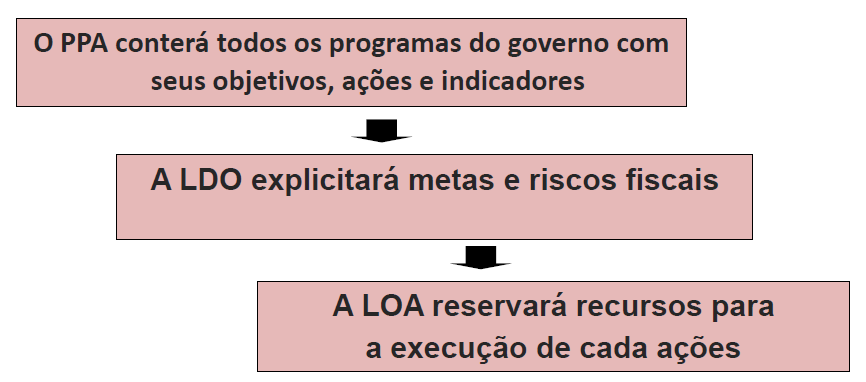 O PPA conterá todos os programas do governo com
seus objetivos, ações e indicadores
A LDO explicitará metas e riscos fiscais
A LOA reservará recursos para
a execução de cada ações